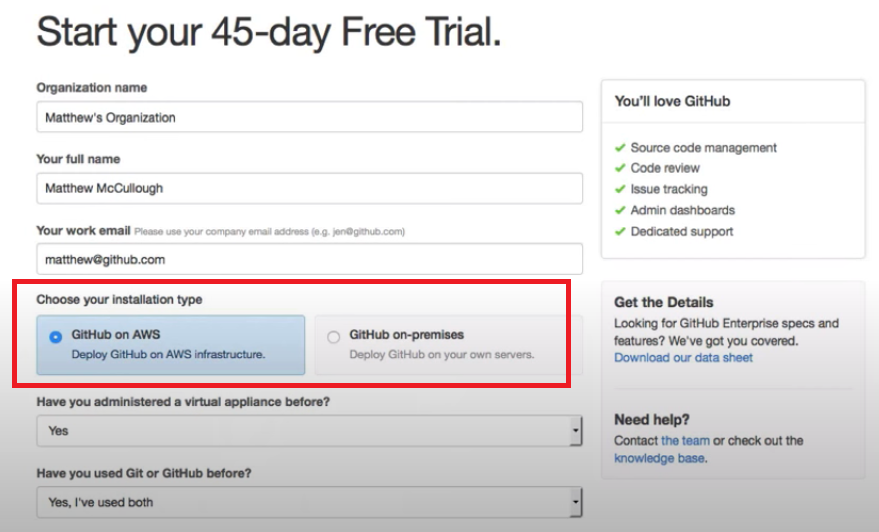 Start your 45-day Free Trial.
Organization name
Matthew's Organization
Your full name
Matthew McCullough
Your work email Please use your company email address (e.g. jen@github.com)
matthew@github.com
Choose your installation type
GitHub on AWS
Deploy GitHub on AWS infrastructure.
GitHub on-premises
Deploy GitHub on your own servers.
Have you administered a virtual appliance before?
Yes
Have you used Git or GitHub before?
Yes, I've used both
You'll love GitHub
Source code management
Code review
Issue tracking
Admin dashboards
Dedicated support
Get the Details
Looking for GitHub Enterprise specs and
features? We've got you covered.
Download our data sheet
Need help?
Contact the team or check out the
knowledge base.